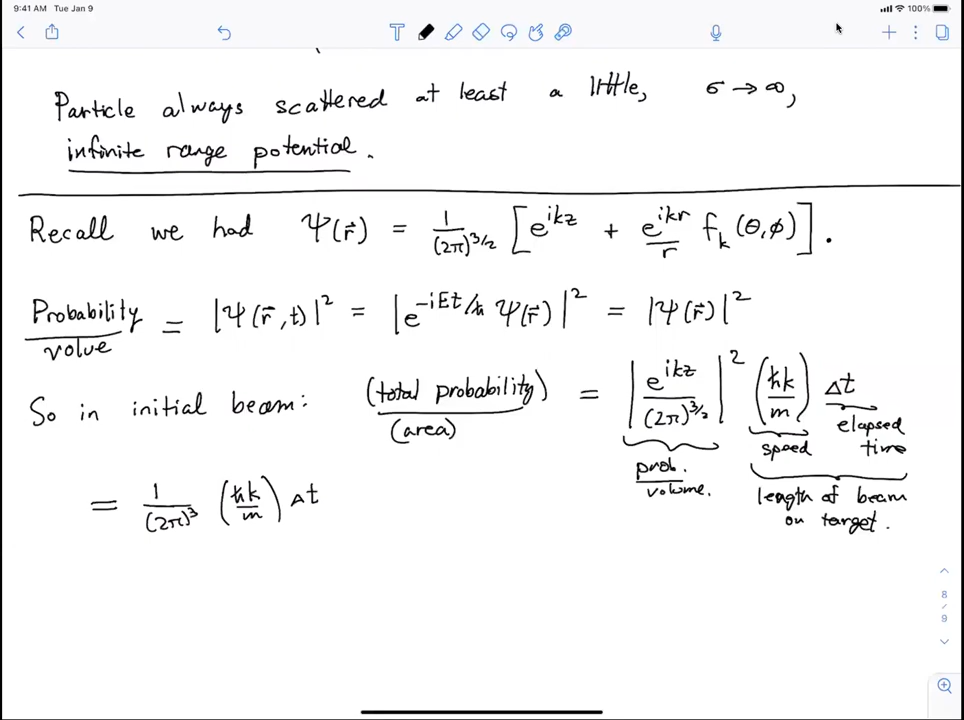 9:41 AM Tue Jan 9
100%
Particle always scattered at least a little, σ → ∞,
infinite range potential.
Recall we had Ψ(r⃗) = 1/(2π)^{3/2} [e^{ikz} + e^{ikr}/r f_k(θ,ϕ)].
Probability/volve = |Ψ(r⃗,t)|² = |e^{-iEt/ħ} Ψ(r⃗)|² = |Ψ(r⃗)|²
So in initial beam: (total probability)/(area) = |e^{ikz}/(2π)^{3/2}|² (ħk/m) Δt
prob./volume. speed elapsed time
length of beam on target.
= 1/(2π)³ (ħk/m) Δt
8/9